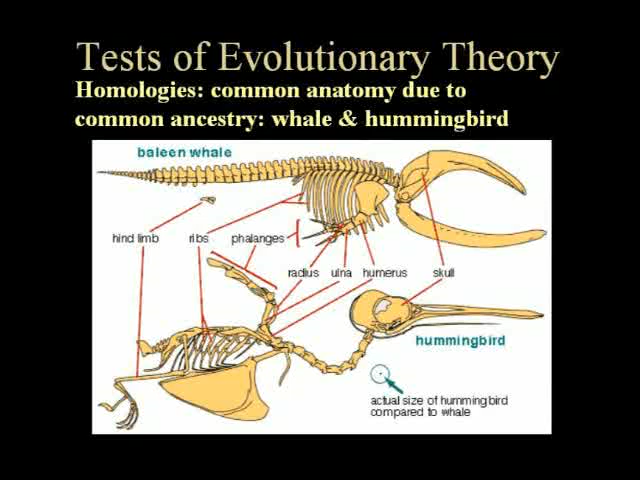 Tests of Evolutionary Theory
Homologies: common anatomy due to
common ancestry: whale & hummingbird
baleen whale
hind limb
ribs
phalanges
radius
ulna
humerus
skull
hummingbird
actual size of hummingbird
compared to whale